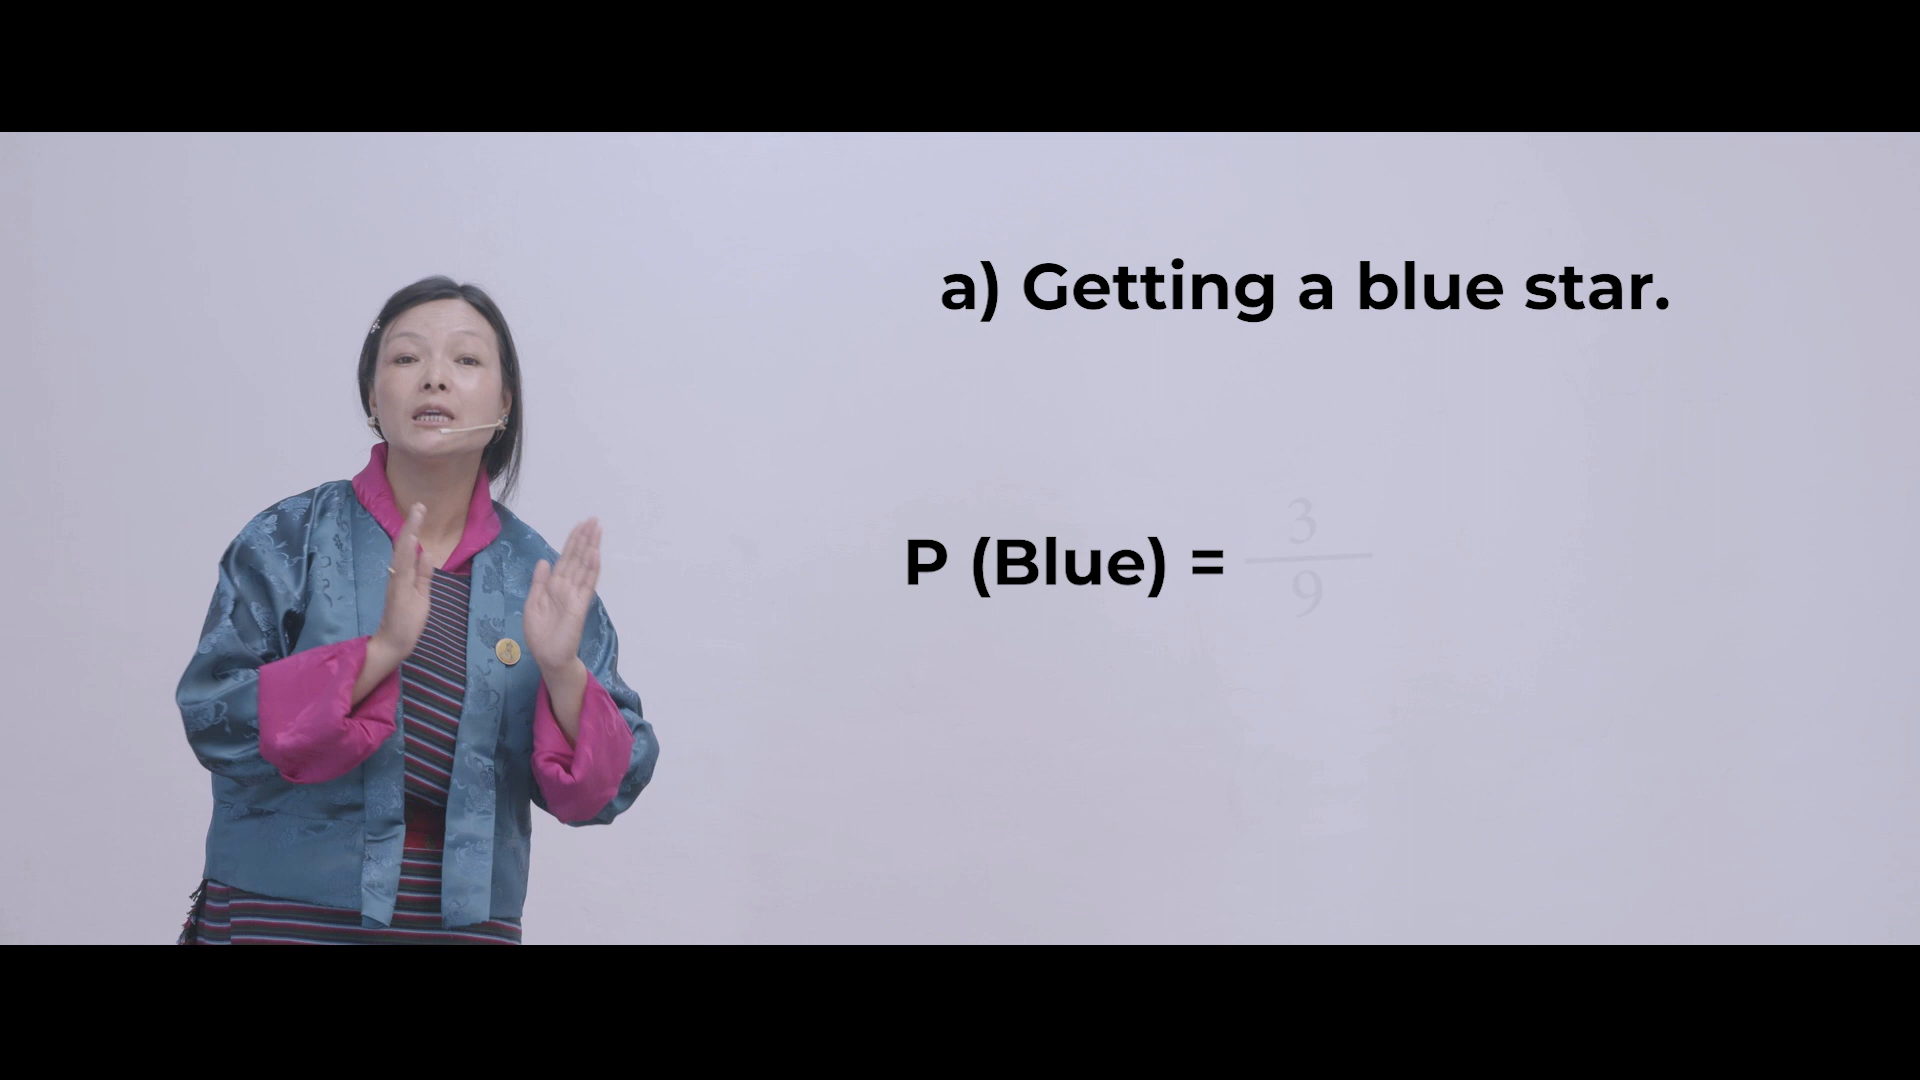 a) Getting a blue star.
P (Blue) = 3/9